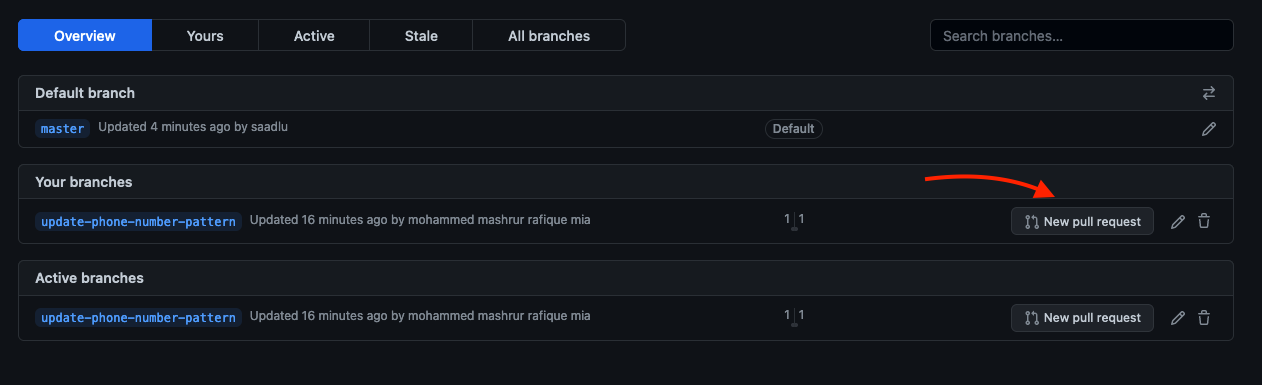 Overview Yours Active Stale All branches Search branches...
Default branch
master Updated 4 minutes ago by saadlu Default
Your branches
update-phone-number-pattern Updated 16 minutes ago by mohammed mashrur rafique mia 1 1 New pull request
Active branches
update-phone-number-pattern Updated 16 minutes ago by mohammed mashrur rafique mia 1 1 New pull request